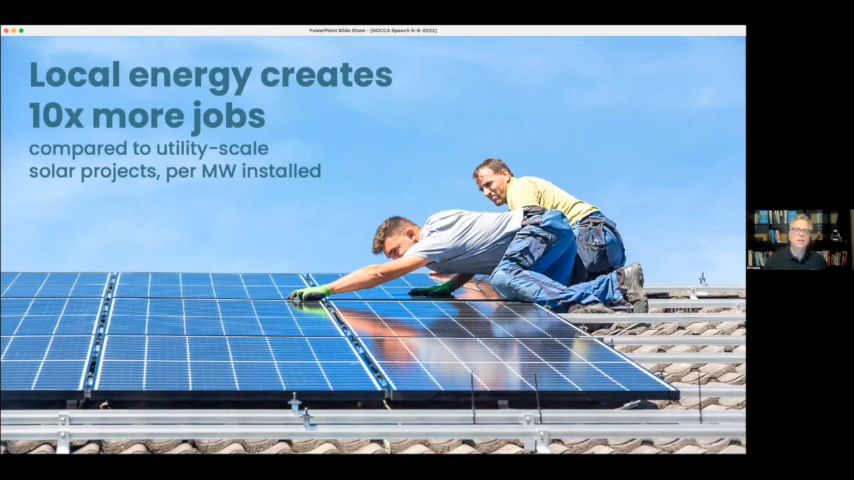 PowerPoint Slide Show - [NCCCA Speech 6-9-2022]
Local energy creates
10x more jobs
compared to utility-scale
solar projects, per MW installed